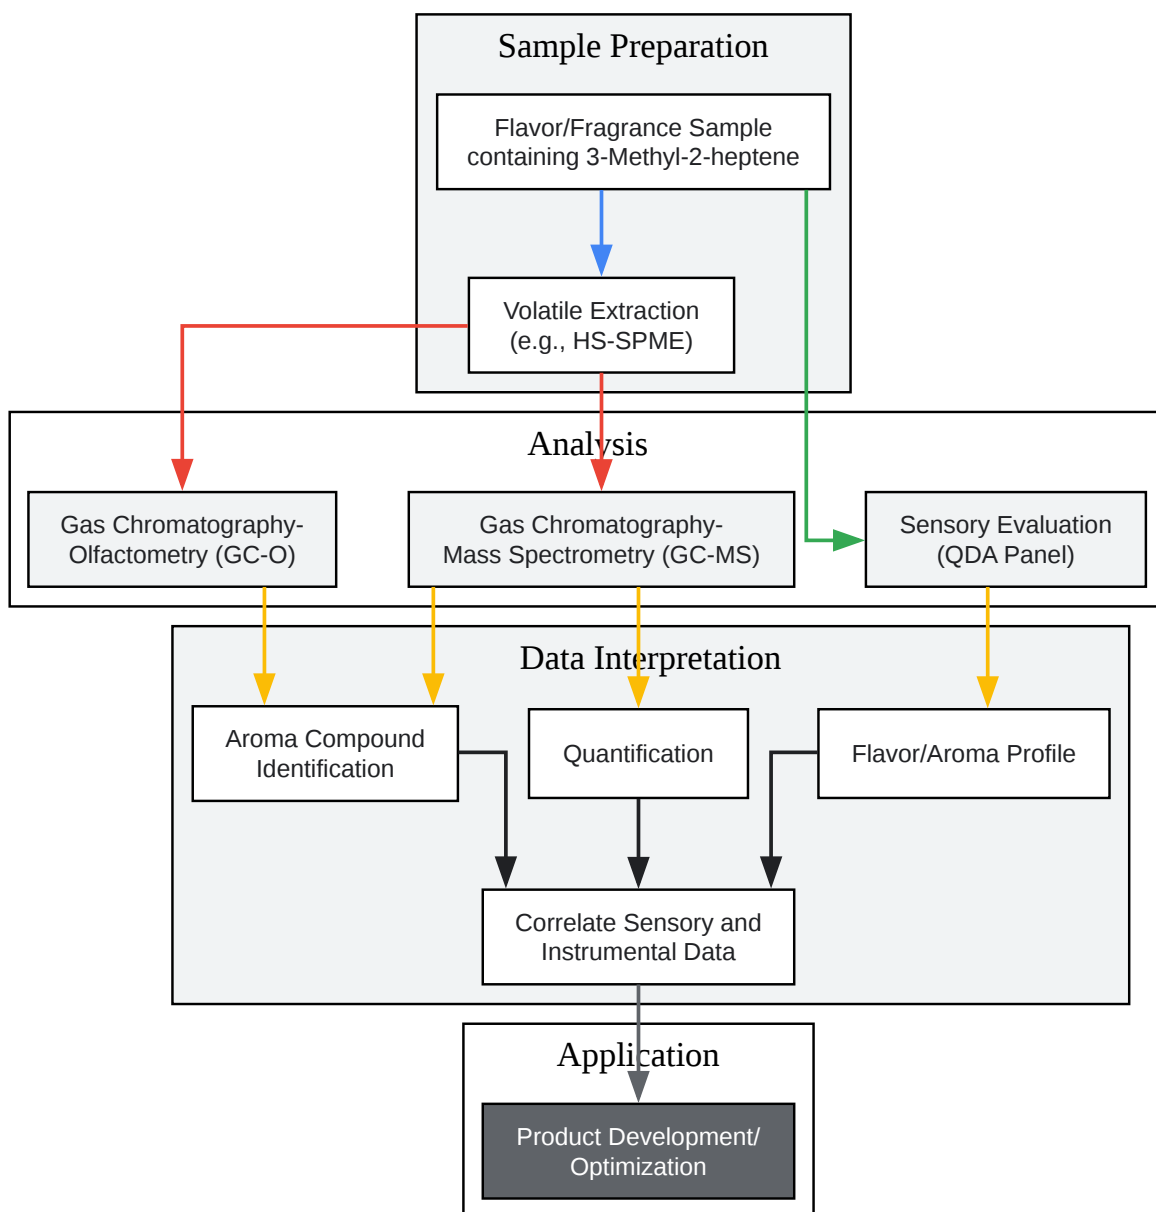 Sample Preparation
Flavor/Fragrance Sample
containing 3-Methyl-2-heptene
Volatile Extraction
(e.g., HS-SPME)
Analysis
Gas Chromatography-
Olfactometry (GC-O)
Gas Chromatography-
Mass Spectrometry (GC-MS)
Sensory Evaluation
(QDA Panel)
Data Interpretation
Aroma Compound
Identification
Quantification
Flavor/Aroma Profile
Correlate Sensory and
Instrumental Data
Application
Product Development/
Optimization